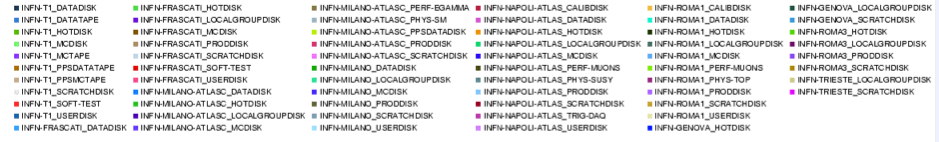 INFN-T1_DATADISK INFN-FRASCATI_HOTDISK INFN-MILANO-ATLASC_PERF-EGAMMA INFN-NAPOLI-ATLAS_CALIBDISK INFN-ROMA1_CALIBDISK INFN-GENOVA_LOCALGROUPDISK
INFN-T1_DATATAPE INFN-FRASCATI_LOCALGROUPDISK INFN-MILANO-ATLASC_PHYS-SM INFN-NAPOLI-ATLAS_DATADISK INFN-ROMA1_DATADISK INFN-GENOVA_SCRATCHDISK
INFN-T1_HOTDISK INFN-FRASCATI_MCDISK INFN-MILANO-ATLASC_PPSDATADISK INFN-NAPOLI-ATLAS_HOTDISK INFN-ROMA1_HOTDISK INFN-ROMA3_HOTDISK
INFN-T1_MCDISK INFN-FRASCATI_PRODDISK INFN-MILANO-ATLASC_PRODDISK INFN-NAPOLI-ATLAS_LOCALGROUPDISK INFN-ROMA1_LOCALGROUPDISK INFN-ROMA3_LOCALGROUPDISK
INFN-T1_MCTAPE INFN-FRASCATI_SCRATCHDISK INFN-MILANO-ATLASC_SCRATCHDISK INFN-NAPOLI-ATLAS_MCDISK INFN-ROMA1_MCDISK INFN-ROMA3_PRODDISK
INFN-T1_PPSDATATAPE INFN-FRASCATI_SOFT-TEST INFN-MILANO_DATADISK INFN-NAPOLI-ATLAS_PERF-MUONS INFN-ROMA1_PERF-MUONS INFN-ROMA3_SCRATCHDISK
INFN-T1_PPSMCTAPE INFN-FRASCATI_USERDISK INFN-MILANO_LOCALGROUPDISK INFN-NAPOLI-ATLAS_PHYS-SUSY INFN-ROMA1_PHYS-TOP INFN-TRIESTE_LOCALGROUPDISK
INFN-T1_SCRATCHDISK INFN-MILANO-ATLASC_DATADISK INFN-MILANO_MCDISK INFN-NAPOLI-ATLAS_PRODDISK INFN-ROMA1_PRODDISK INFN-TRIESTE_SCRATCHDISK
INFN-T1_SOFT-TEST INFN-MILANO-ATLASC_HOTDISK INFN-MILANO_PRODDISK INFN-NAPOLI-ATLAS_SCRATCHDISK INFN-ROMA1_SCRATCHDISK
INFN-T1_USERDISK INFN-MILANO-ATLASC_LOCALGROUPDISK INFN-MILANO_SCRATCHDISK INFN-NAPOLI-ATLAS_TRIG-DAQ INFN-ROMA1_USERDISK
INFN-FRASCATI_DATADISK INFN-MILANO-ATLASC_MCDISK INFN-MILANO_USERDISK INFN-NAPOLI-ATLAS_USERDISK INFN-GENOVA_HOTDISK